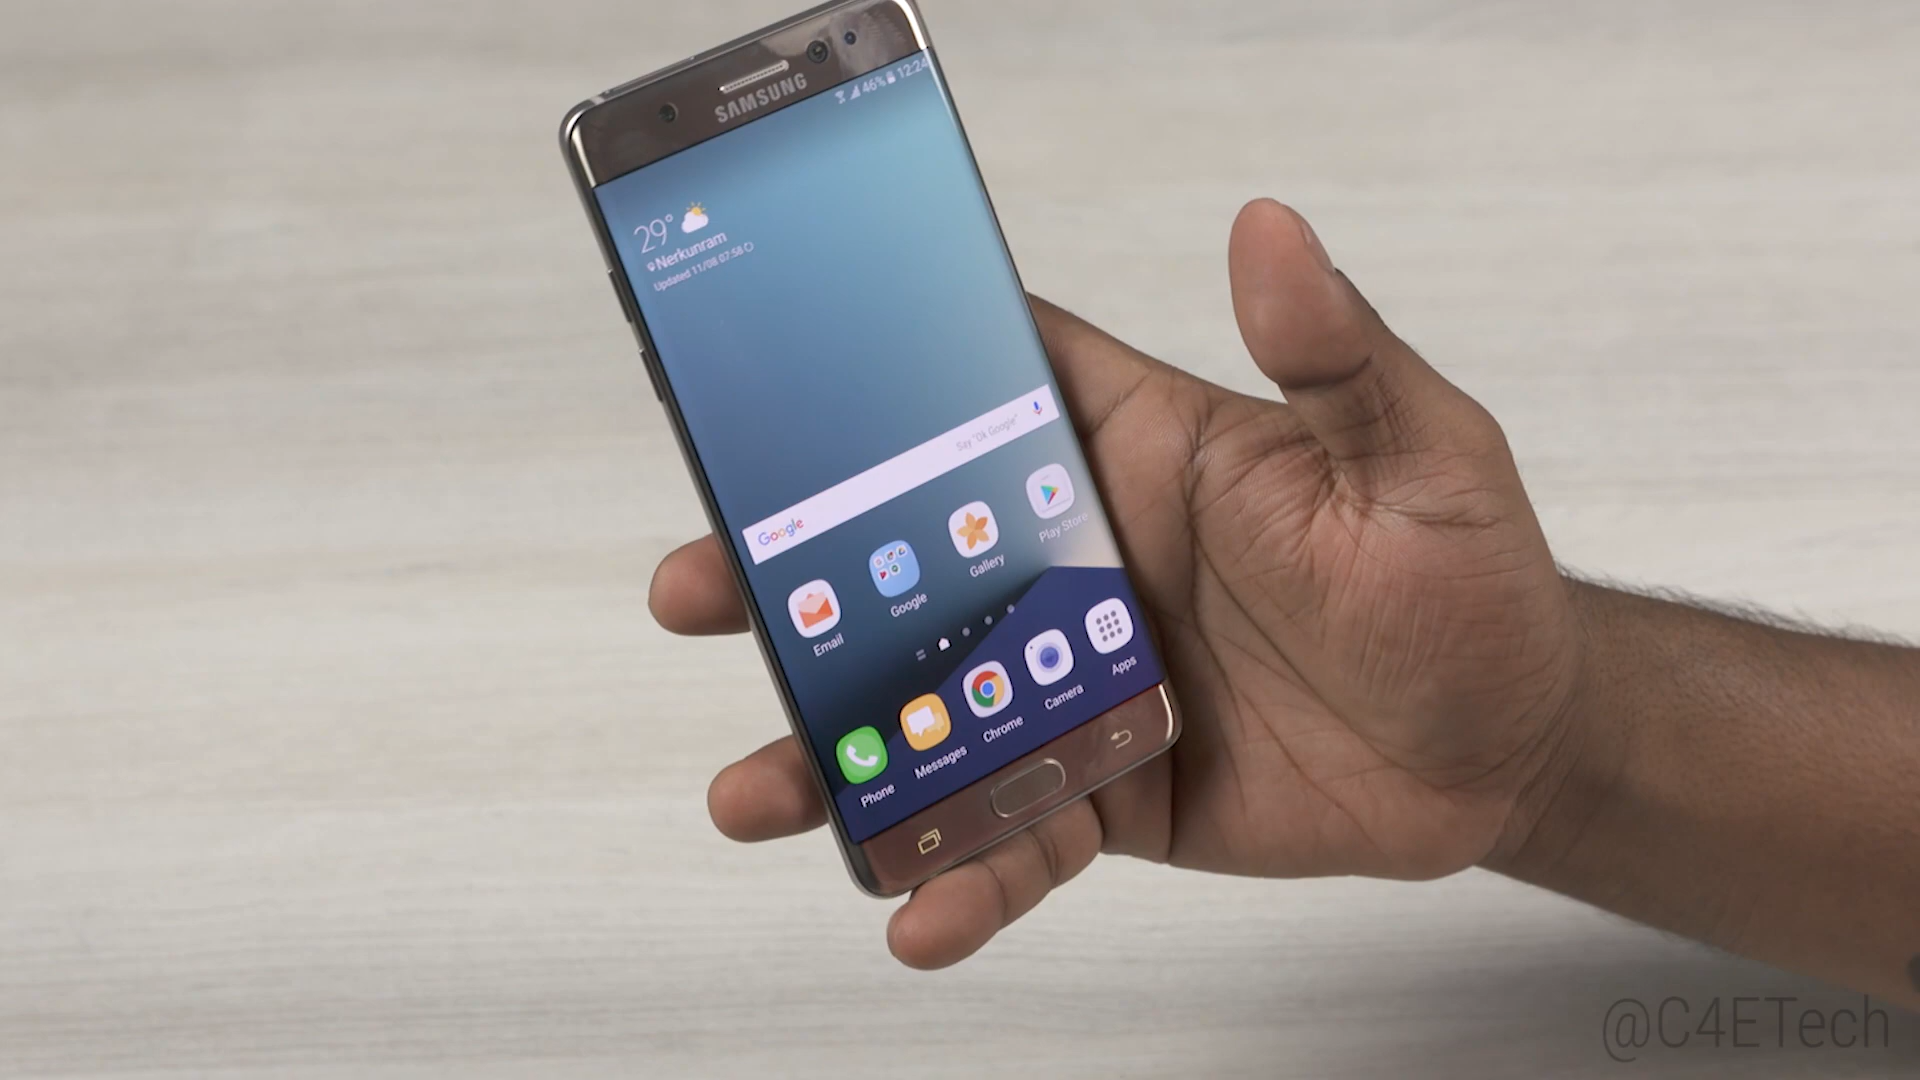 SAMSUNG
46% 12:24
29°
Nerkunram
Updated 11/08 07:58
Say "Ok Google"
Google
Play Store
Gallery
Google
Email
Apps
Camera
Chrome
Messages
Phone
@C4ETech